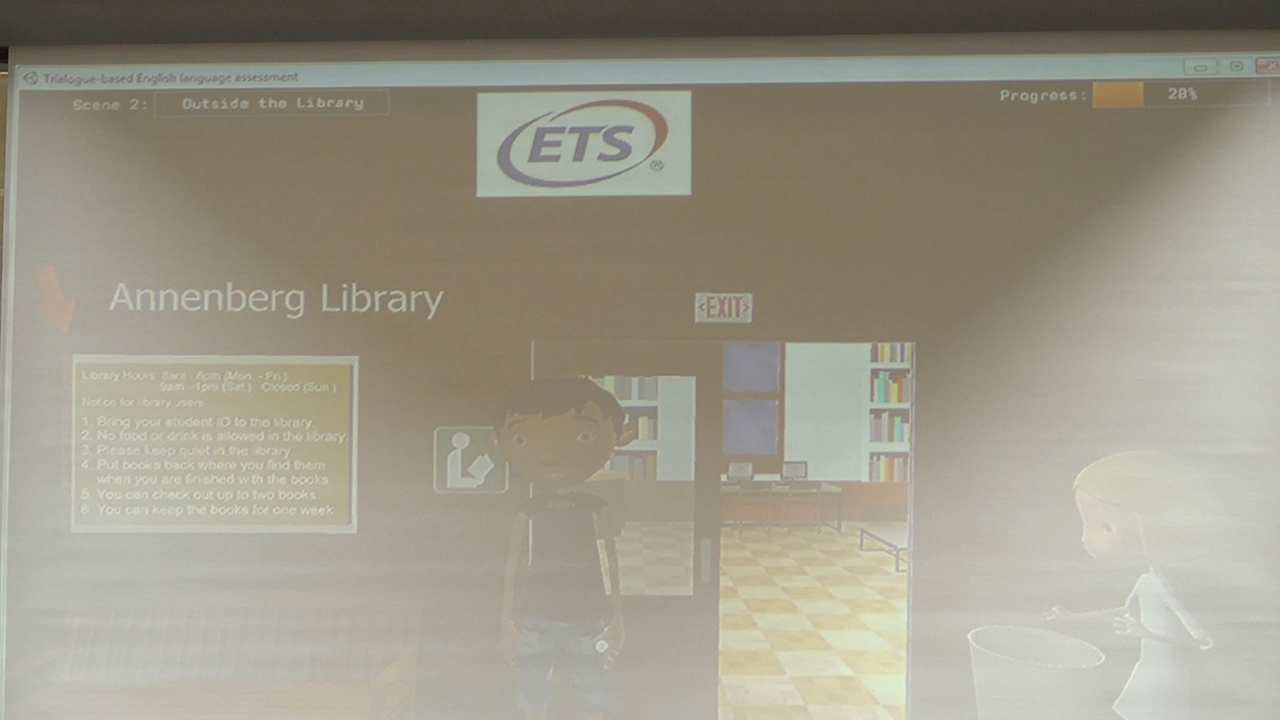 Trialogue-based English language assessment
Scene 2: Outside the Library
ETS®
Progress: 20%
Annenberg Library
<EXIT>
Library Hours: 8am - 6pm (Mon. - Fri.)
9am - 1pm (Sat.) Closed (Sun.)
Notice for library users:
1. Bring your student ID to the library.
2. No food or drink is allowed in the library.
3. Please keep quiet in the library.
4. Put books back where you find them
when you are finished with the books.
5. You can check out up to two books.
6. You can keep the books for one week.